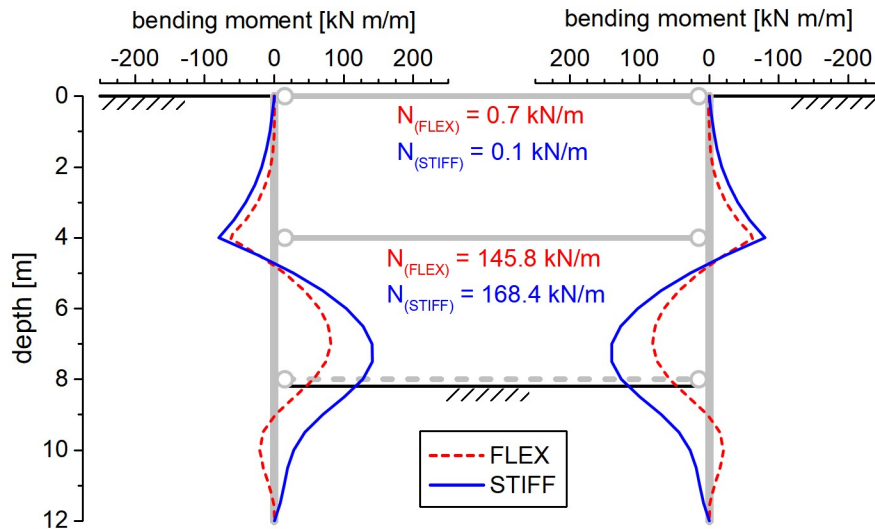 bending moment [kN m/m] bending moment [kN m/m]
-200 -100 0 100 200 200 100 0 -100 -200
0
N(FLEX) = 0.7 kN/m
N(STIFF) = 0.1 kN/m
2
4
N(FLEX) = 145.8 kN/m
N(STIFF) = 168.4 kN/m
depth [m]
6
8
10
FLEX
STIFF
12